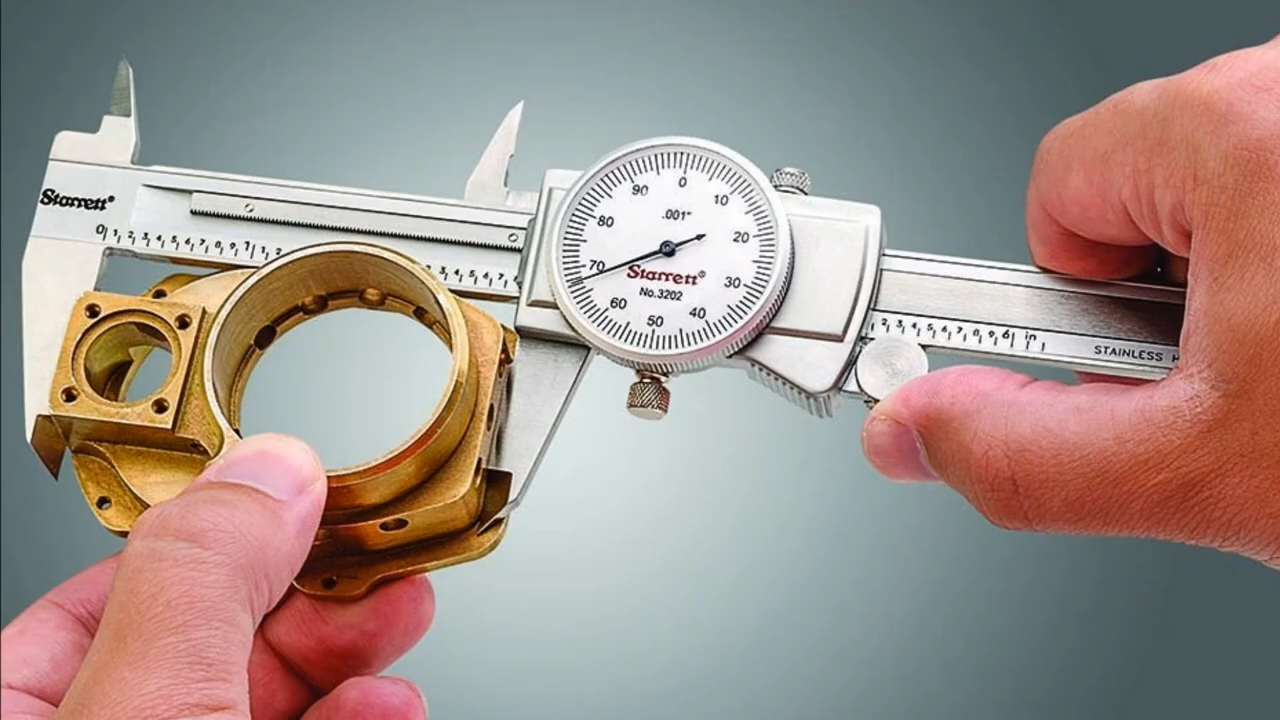 Starrett®
0 1 2 3 4 5 6 7 8 9 1 1 2
3 4 5 6 7
0
10
20
30
40
50
60
70
80
90
.001"
Starrett®
No.3202
2 3 4 5 6 7 8 9 6 in
STAINLESS